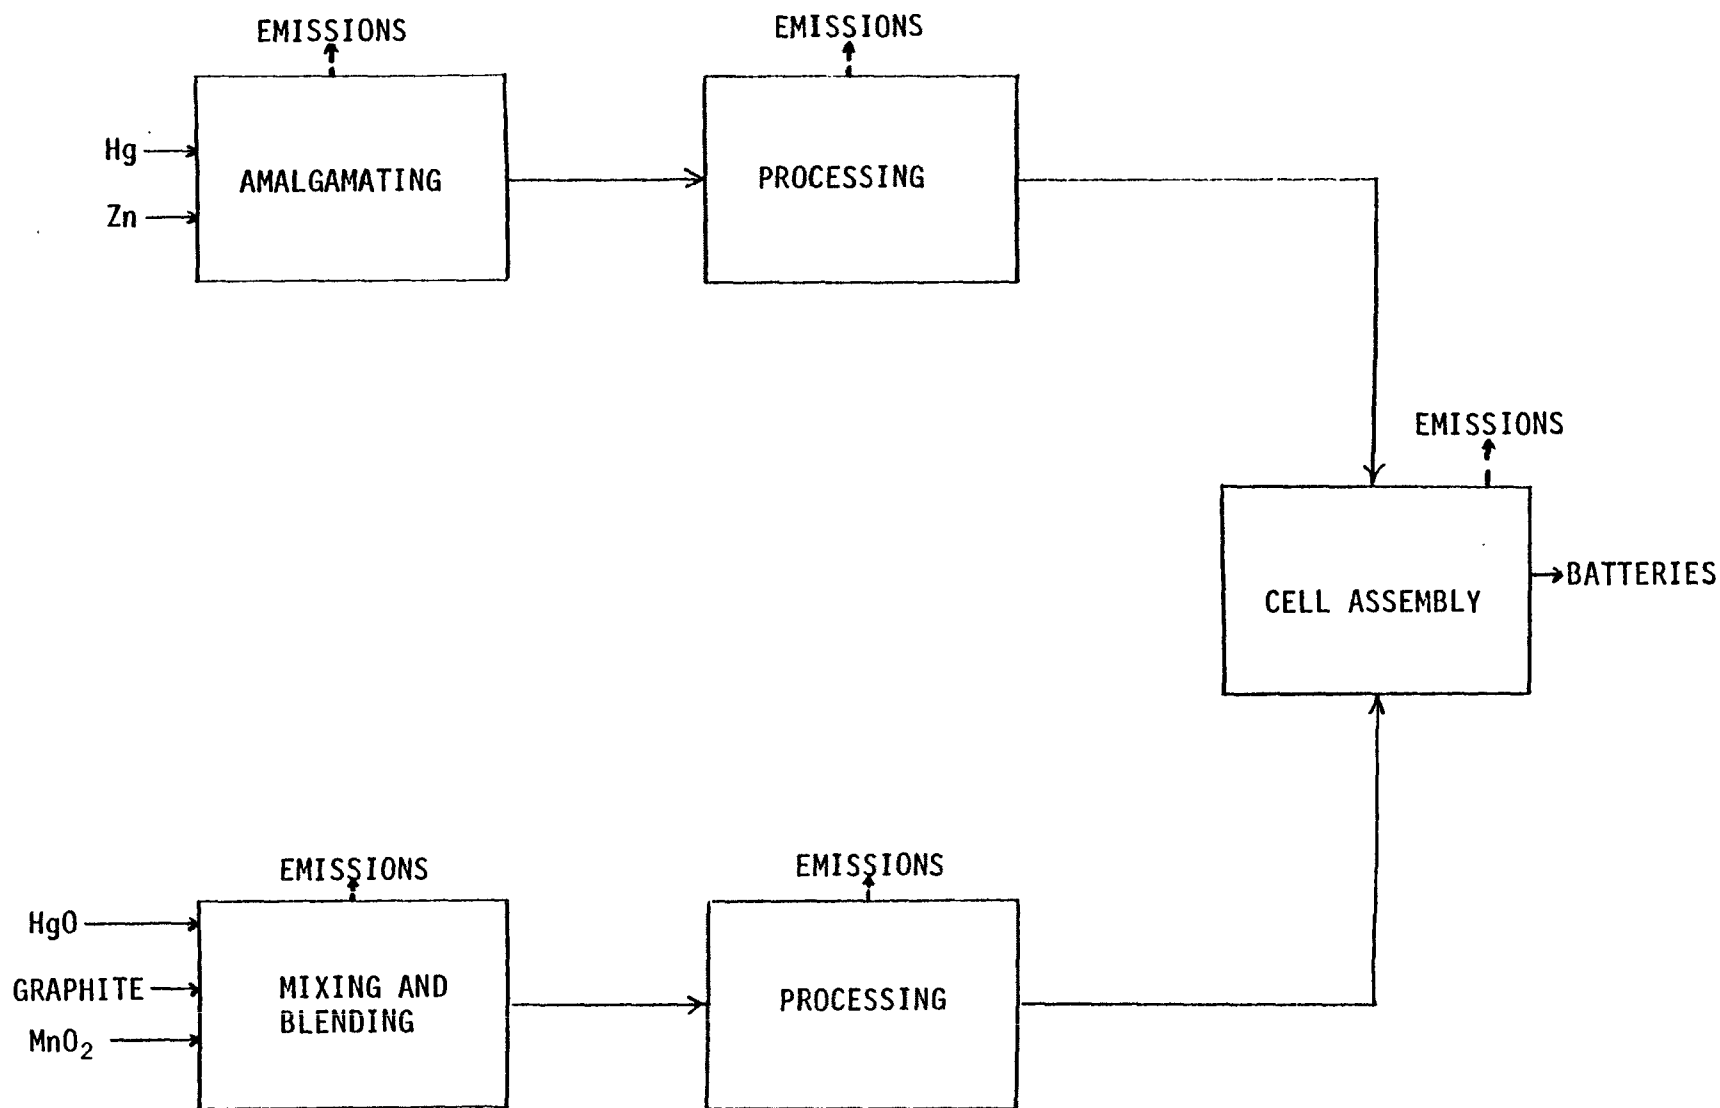 EMISSIONS
EMISSIONS
Hg
AMALGAMATING
PROCESSING
Zn
EMISSIONS
BATTERIES
CELL ASSEMBLY
EMISSIONS
EMISSIONS
HgO
GRAPHITE
MIXING AND
BLENDING
PROCESSING
MnO₂